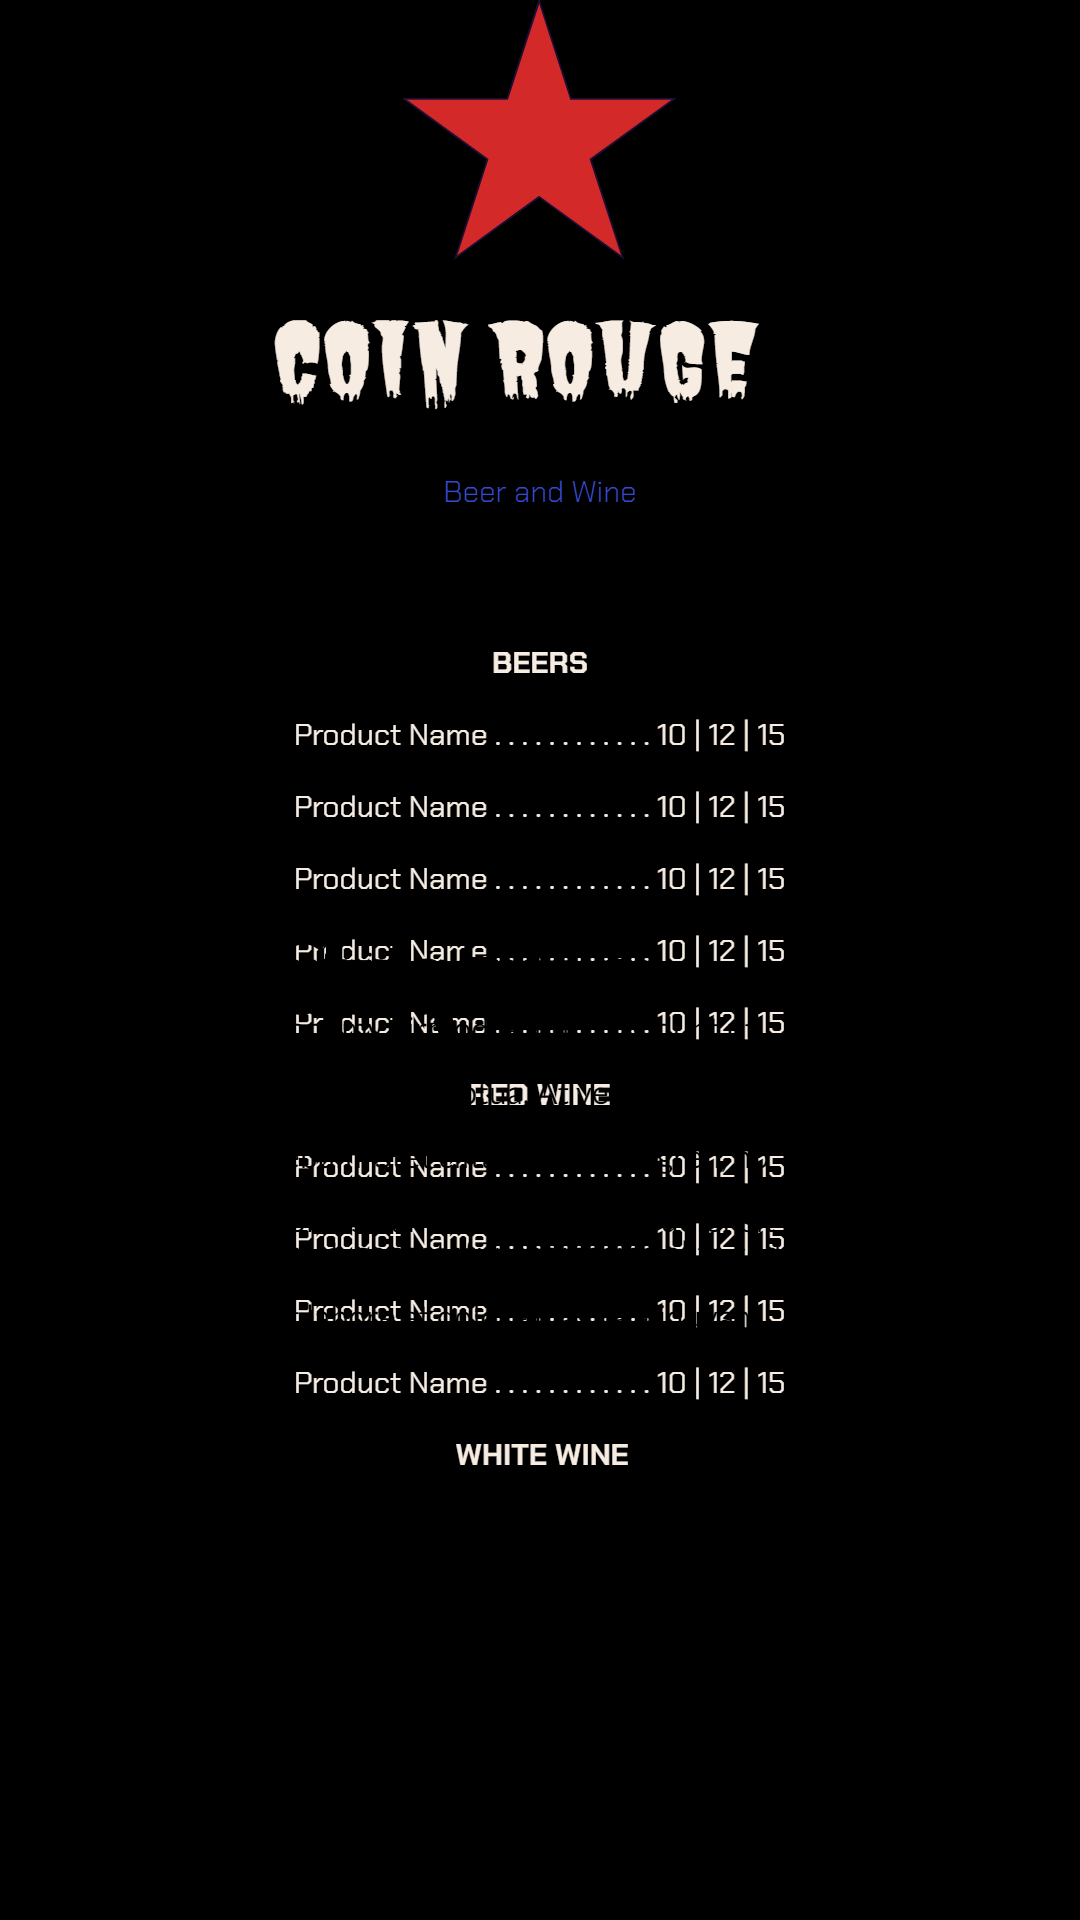 COIN ROUGE
Beer and Wine
BEERS
Product Name ............ 10 | 12 | 15
Product Name ............ 10 | 12 | 15
Product Name ............ 10 | 12 | 15
Product Name ............ 10 | 12 | 15
Product Name ............ 10 | 12 | 15
RED WINE
Product Name ............ 10 | 12 | 15
Product Name ............ 10 | 12 | 15
Product Name ............ 10 | 12 | 15
Product Name ............ 10 | 12 | 15
WHITE WINE